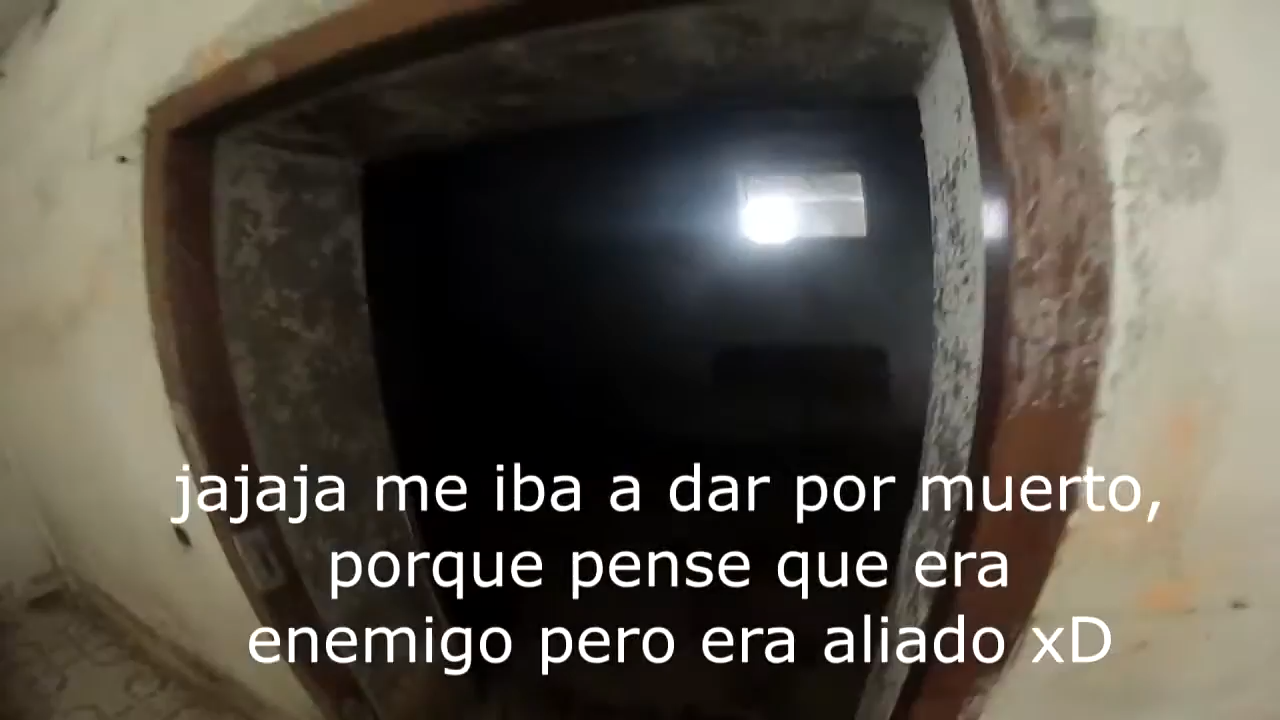 jajaja me iba a dar por muerto,
porque pense que era
enemigo pero era aliado xD